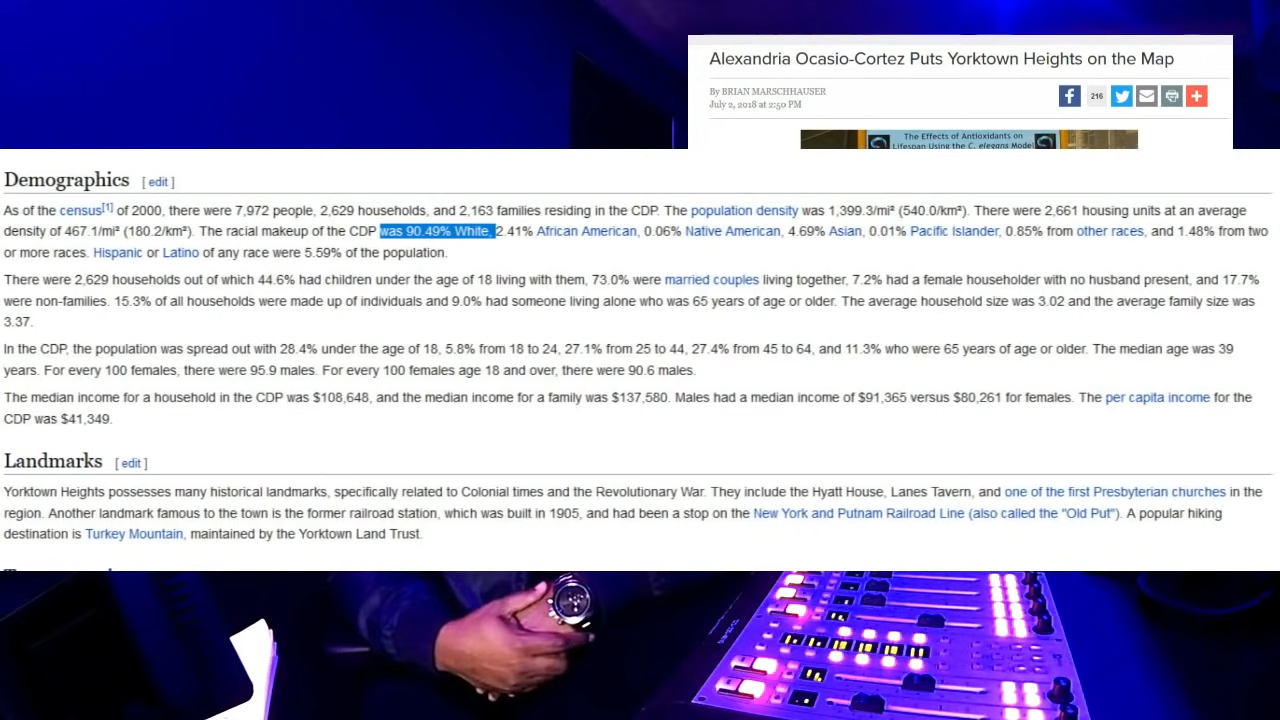 Alexandria Ocasio-Cortez Puts Yorktown Heights on the Map
By BRIAN MARSCHHAUSER
July 2, 2018 at 2:50 PM
216
The Effects of Antioxidants on
Lifespan Using the C. elegans Model
Demographics [ edit ]
As of the census[1] of 2000, there were 7,972 people, 2,629 households, and 2,163 families residing in the CDP. The population density was 1,399.3/mi² (540.0/km²). There were 2,661 housing units at an average
density of 467.1/mi² (180.2/km²). The racial makeup of the CDP was 90.49% White, 2.41% African American, 0.06% Native American, 4.69% Asian, 0.01% Pacific Islander, 0.85% from other races, and 1.48% from two
or more races. Hispanic or Latino of any race were 5.59% of the population.
There were 2,629 households out of which 44.6% had children under the age of 18 living with them, 73.0% were married couples living together, 7.2% had a female householder with no husband present, and 17.7%
were non-families. 15.3% of all households were made up of individuals and 9.0% had someone living alone who was 65 years of age or older. The average household size was 3.02 and the average family size was
3.37.
In the CDP, the population was spread out with 28.4% under the age of 18, 5.8% from 18 to 24, 27.1% from 25 to 44, 27.4% from 45 to 64, and 11.3% who were 65 years of age or older. The median age was 39
years. For every 100 females, there were 95.9 males. For every 100 females age 18 and over, there were 90.6 males.
The median income for a household in the CDP was $108,648, and the median income for a family was $137,580. Males had a median income of $91,365 versus $80,261 for females. The per capita income for the
CDP was $41,349.
Landmarks [ edit ]
Yorktown Heights possesses many historical landmarks, specifically related to Colonial times and the Revolutionary War. They include the Hyatt House, Lanes Tavern, and one of the first Presbyterian churches in the
region. Another landmark famous to the town is the former railroad station, which was built in 1905, and had been a stop on the New York and Putnam Railroad Line (also called the "Old Put"). A popular hiking
destination is Turkey Mountain, maintained by the Yorktown Land Trust.